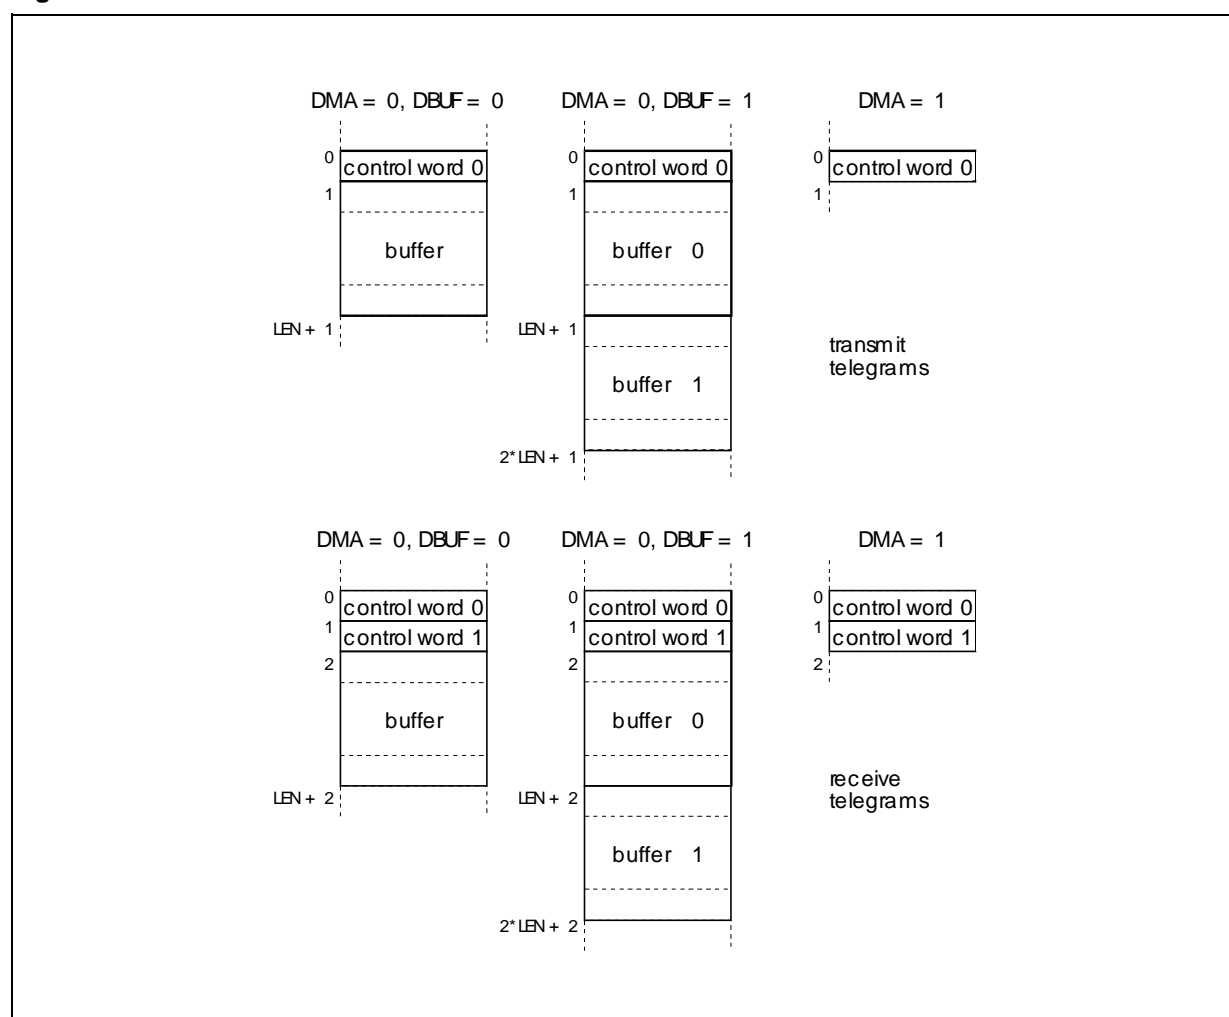 DMA = 0, DBUF = 0
DMA = 0, DBUF = 1
DMA = 1
0
control word 0
1
buffer
LEN + 1
0
control word 0
1
buffer 0
LEN + 1
buffer 1
2*LEN + 1
0
control word 0
1
transmit
telegrams
DMA = 0, DBUF = 0
DMA = 0, DBUF = 1
DMA = 1
0
control word 0
1
control word 1
2
buffer
LEN + 2
0
control word 0
1
control word 1
2
buffer 0
LEN + 2
buffer 1
2*LEN + 2
0
control word 0
1
control word 1
2
receive
telegrams